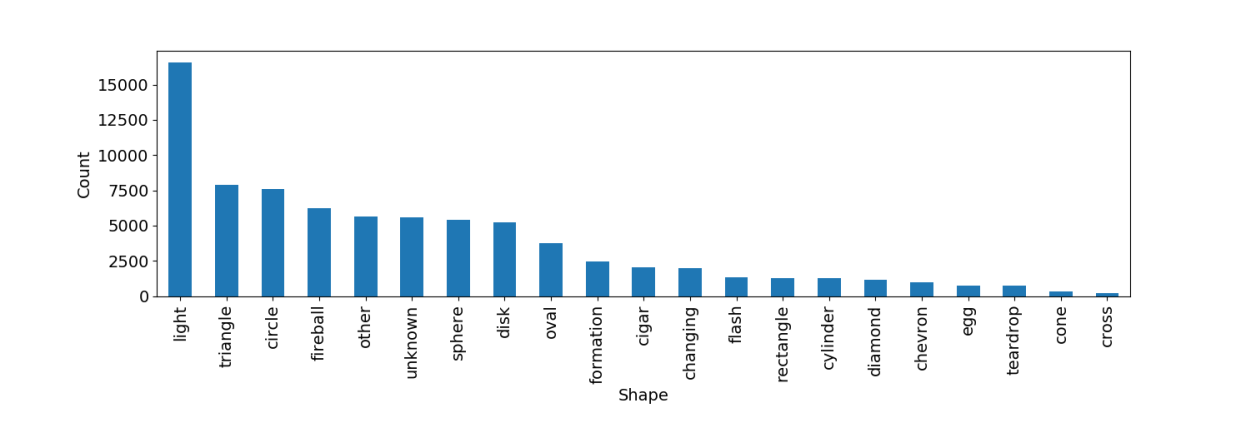 15000
12500
10000
7500
5000
2500
0
Count
light
triangle
circle
fireball
other
unknown
sphere
disk
oval
formation
cigar
changing
flash
rectangle
cylinder
diamond
chevron
egg
teardrop
cone
cross
Shape